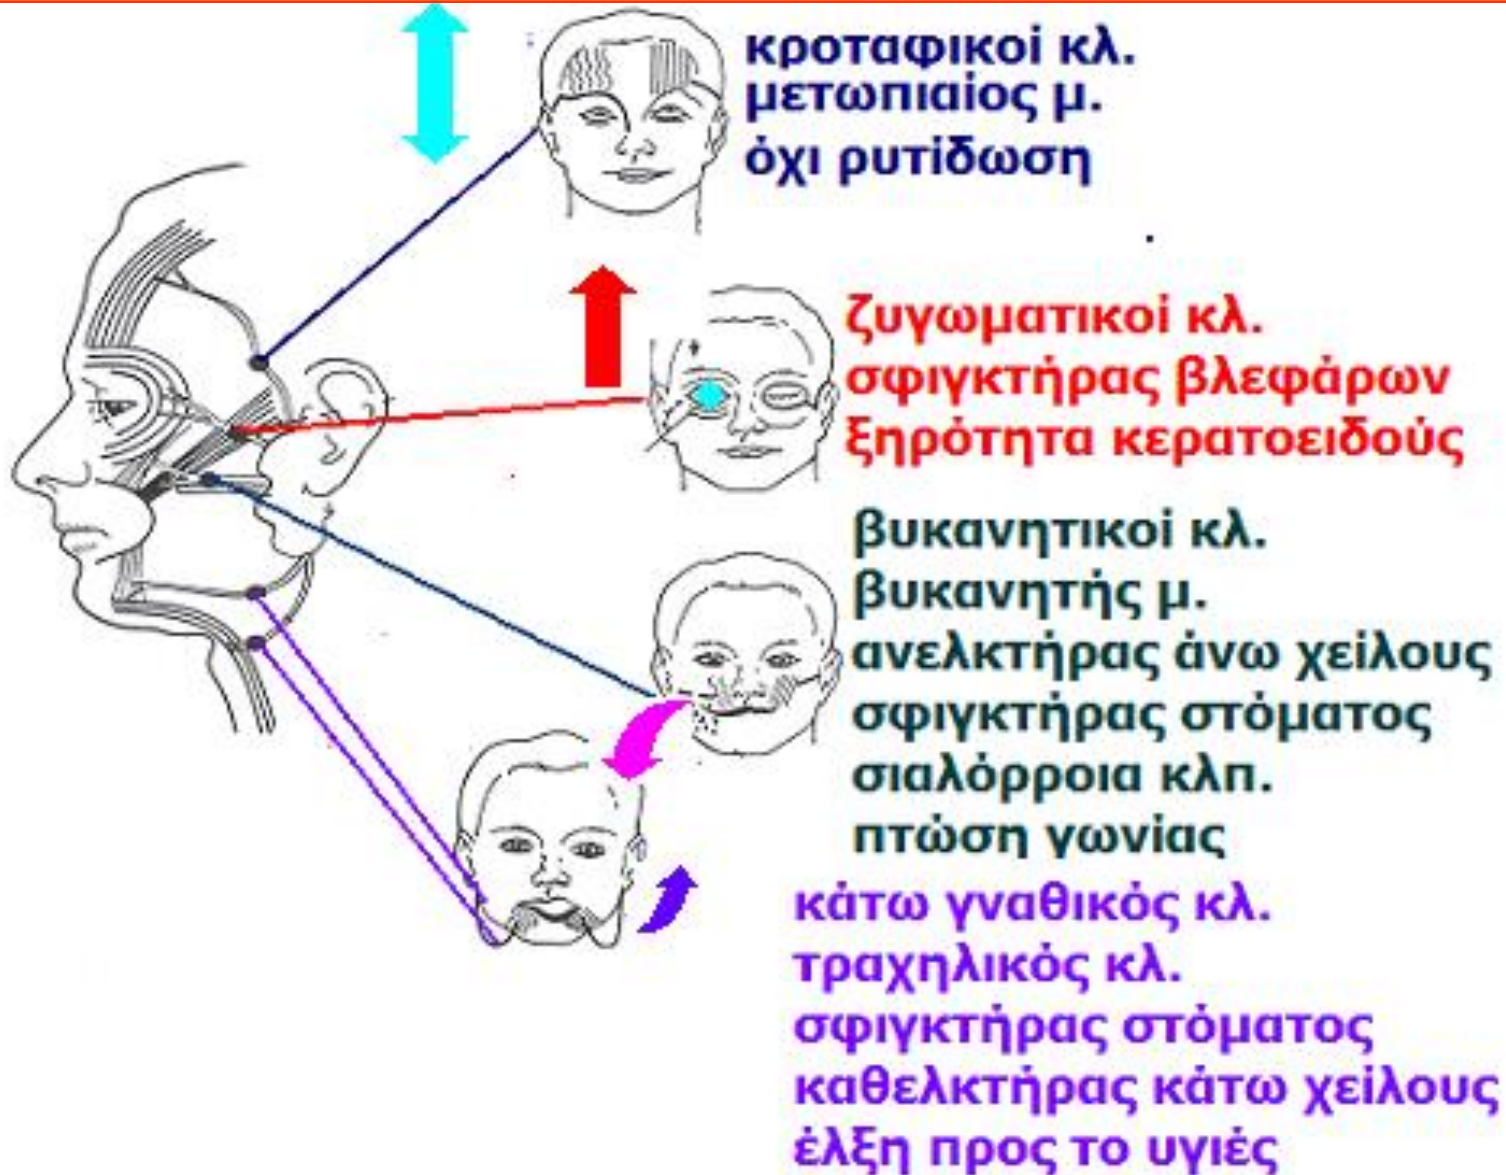 κροταφικοί κλ.
μετωπιαίος μ.
όχι ρυτίδωση
ζυγωματικοί κλ.
σφιγκτήρας βλεφάρων
ξηρότητα κερατοειδούς
βυκανητικοί κλ.
βυκανητής μ.
ανελκτήρας άνω χείλους
σφιγκτήρας στόματος
σιαλόρροια κλπ.
πτώση γωνίας
κάτω γναθικός κλ.
τραχηλικός κλ.
σφιγκτήρας στόματος
καθελκτήρας κάτω χείλους
έλξη προς το υγιές